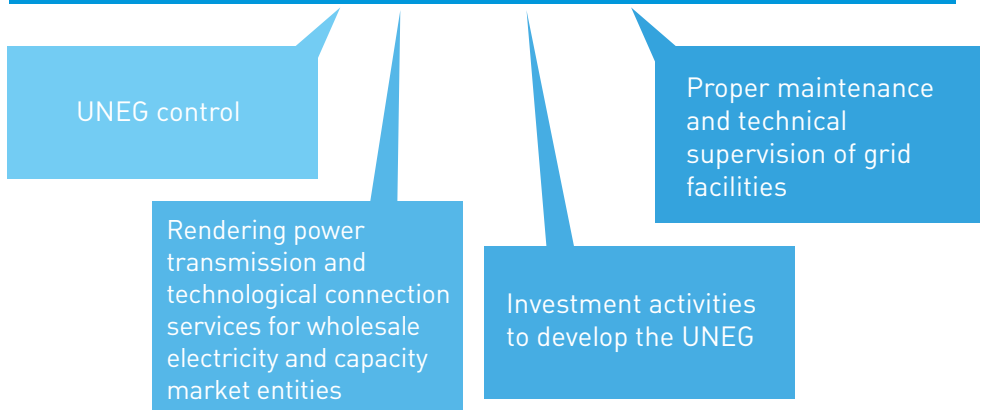 UNEG control
Rendering power
transmission and
technological connection
services for wholesale
electricity and capacity
market entities
Investment activities
to develop the UNEG
Proper maintenance
and technical
supervision of grid
facilities